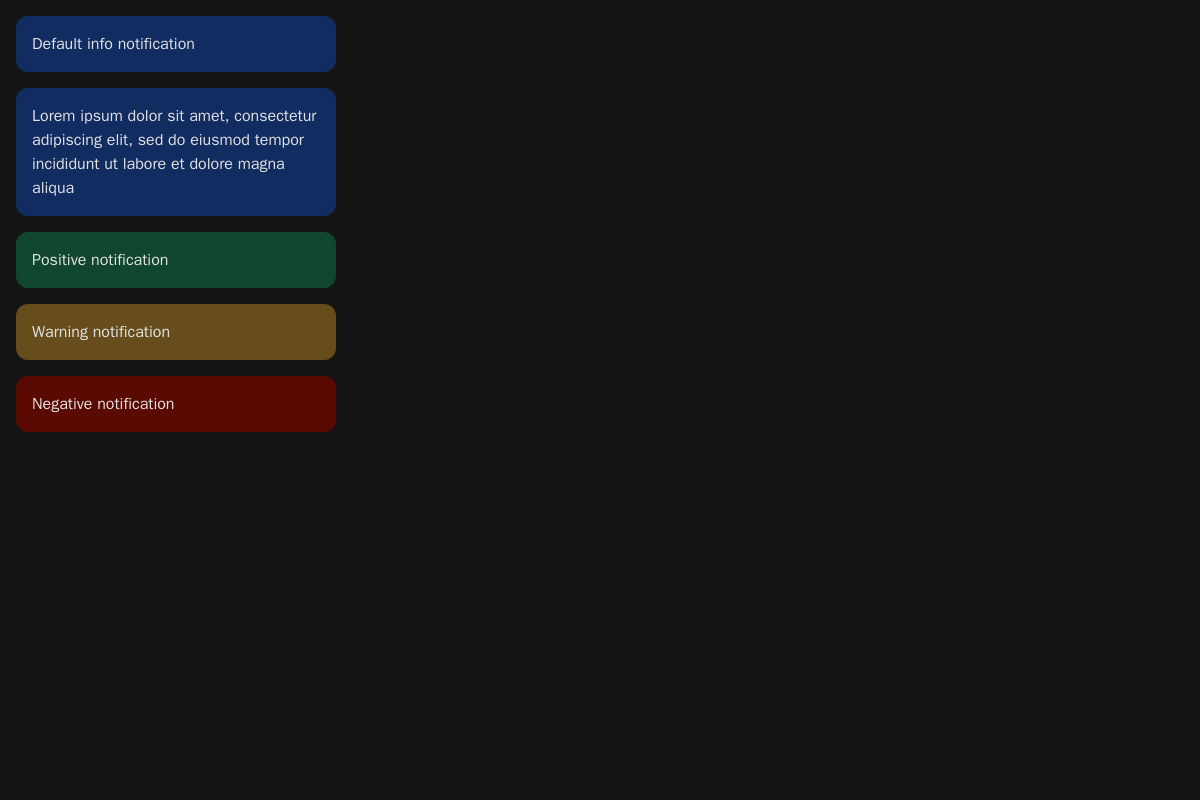 Default info notification
Lorem ipsum dolor sit amet, consectetur
adipiscing elit, sed do eiusmod tempor
incididunt ut labore et dolore magna
aliqua
Positive notification
Warning notification
Negative notification